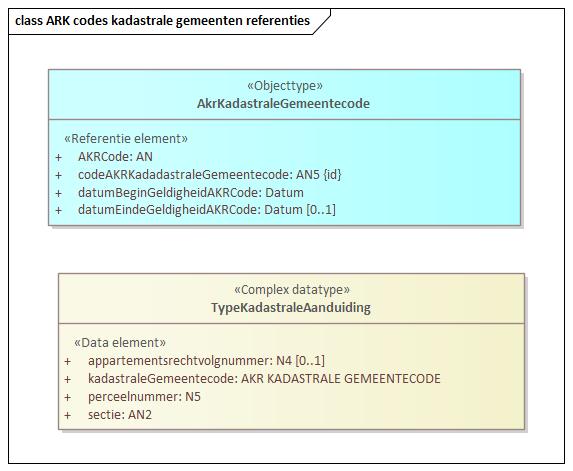 class ARK codes kadastrale gemeenten referenties
«Objecttype»
AkrKadastraleGemeentecode
«Referentie element»
+ AKRCode: AN
+ codeAKRKadadastraleGemeentecode: AN5 {id}
+ datumBeginGeldigheidAKRCode: Datum
+ datumEindeGeldigheidAKRCode: Datum [0..1]
«Complex datatype»
TypeKadastraleAanduiding
«Data element»
+ appartementsrechtvolgnummer: N4 [0..1]
+ kadastraleGemeentecode: AKR KADASTRALE GEMEENTECODE
+ perceelnummer: N5
+ sectie: AN2